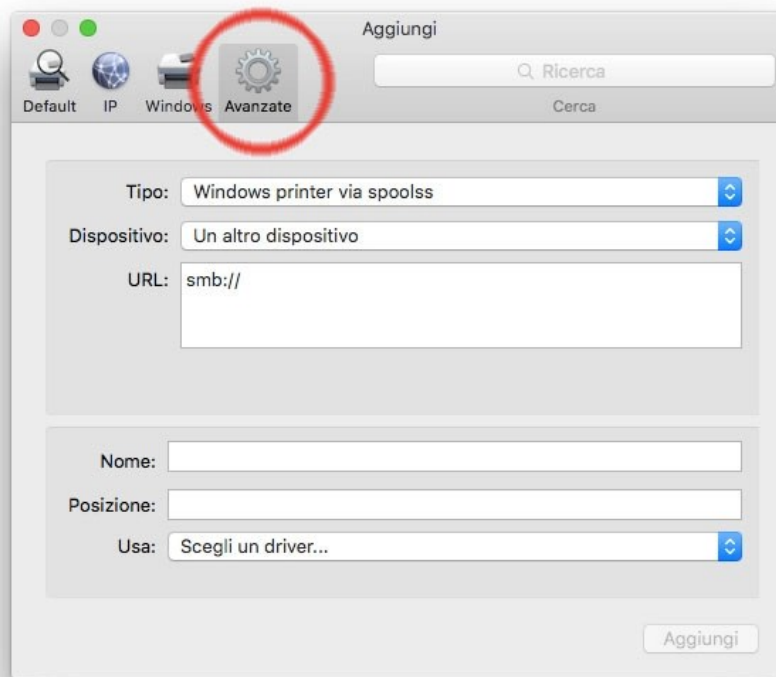 Aggiungi
Default IP Windows Avanzate
Ricerca
Cerca
Tipo: Windows printer via spoolss
Dispositivo: Un altro dispositivo
URL: smb://
Nome:
Posizione:
Usa: Scegli un driver...
Aggiungi